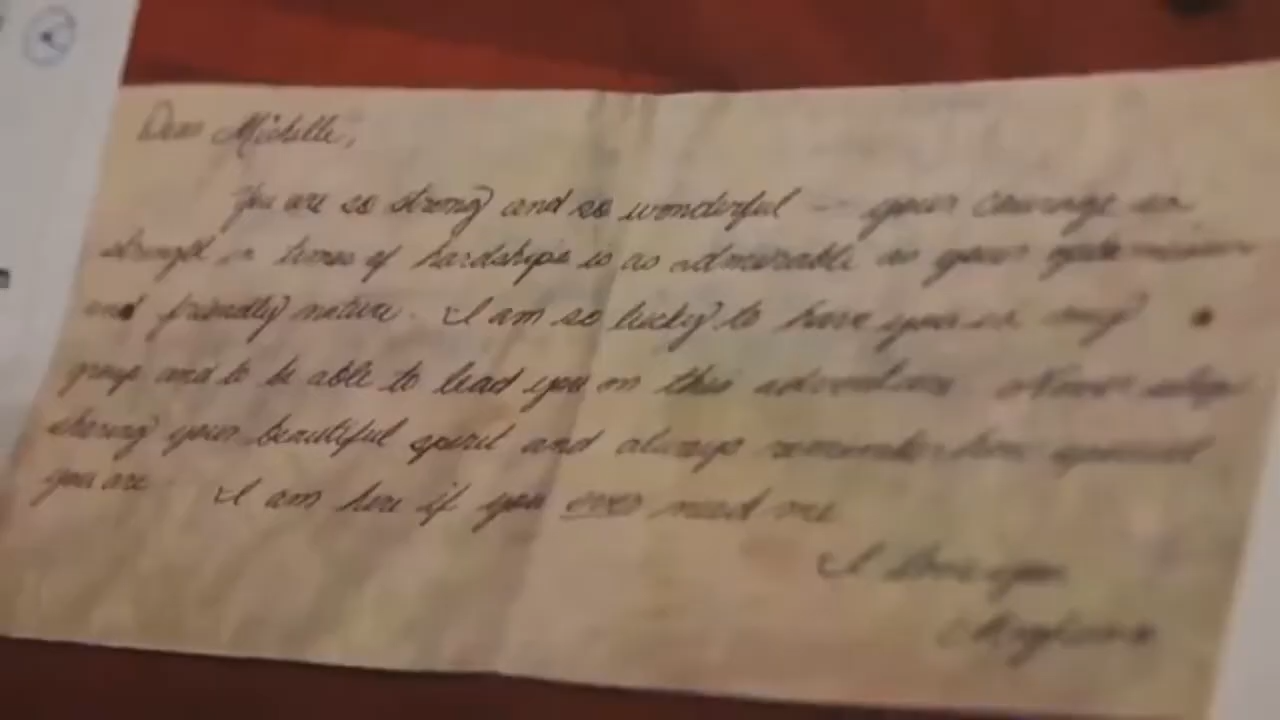 Dear Michelle,
You are so strong and so wonderful — your courage in
strength in times of hardships is as admirable as your
and friendly nature. I am so lucky to have you in my
group and to be able to lead you on this adventure. Never stop
sharing your beautiful spirit and always remember how special
you are. I am here if you ever need me.
I love you